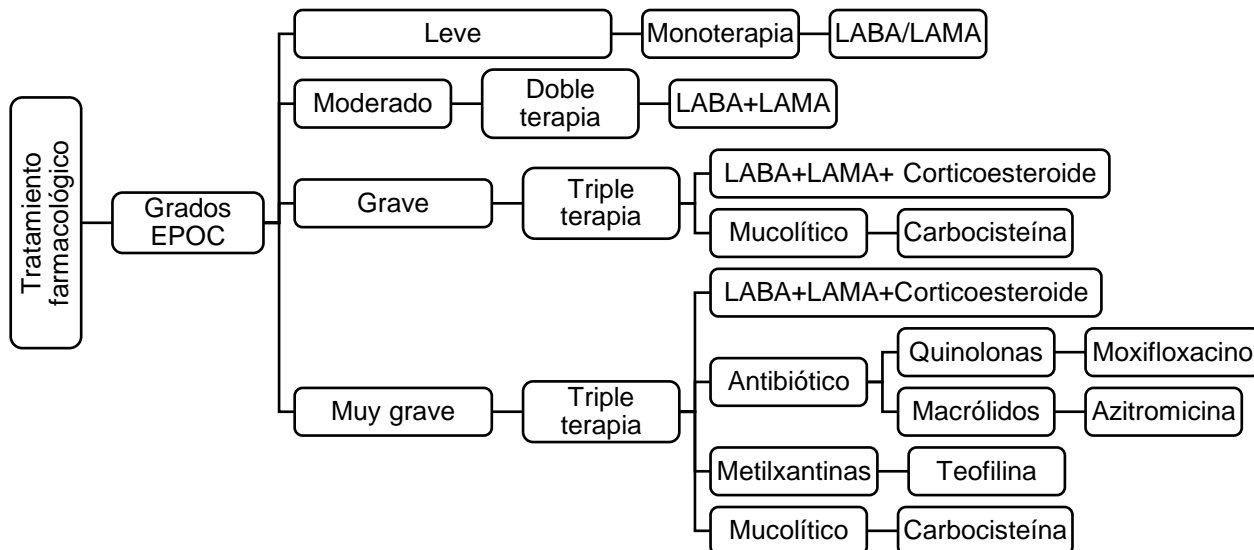 Tratamiento
farmacológico
Grados
EPOC
Leve
Monoterapia
LABA/LAMA
Moderado
Doble
terapia
LABA+LAMA
Grave
Triple
terapia
LABA+LAMA+ Corticoesteroide
Mucolítico
Carbocisteína
Muy grave
Triple
terapia
LABA+LAMA+Corticoesteroide
Antibiótico
Quinolonas
Moxifloxacino
Macrólidos
Azitromicina
Metilxantinas
Teofilina
Mucolítico
Carbocisteína